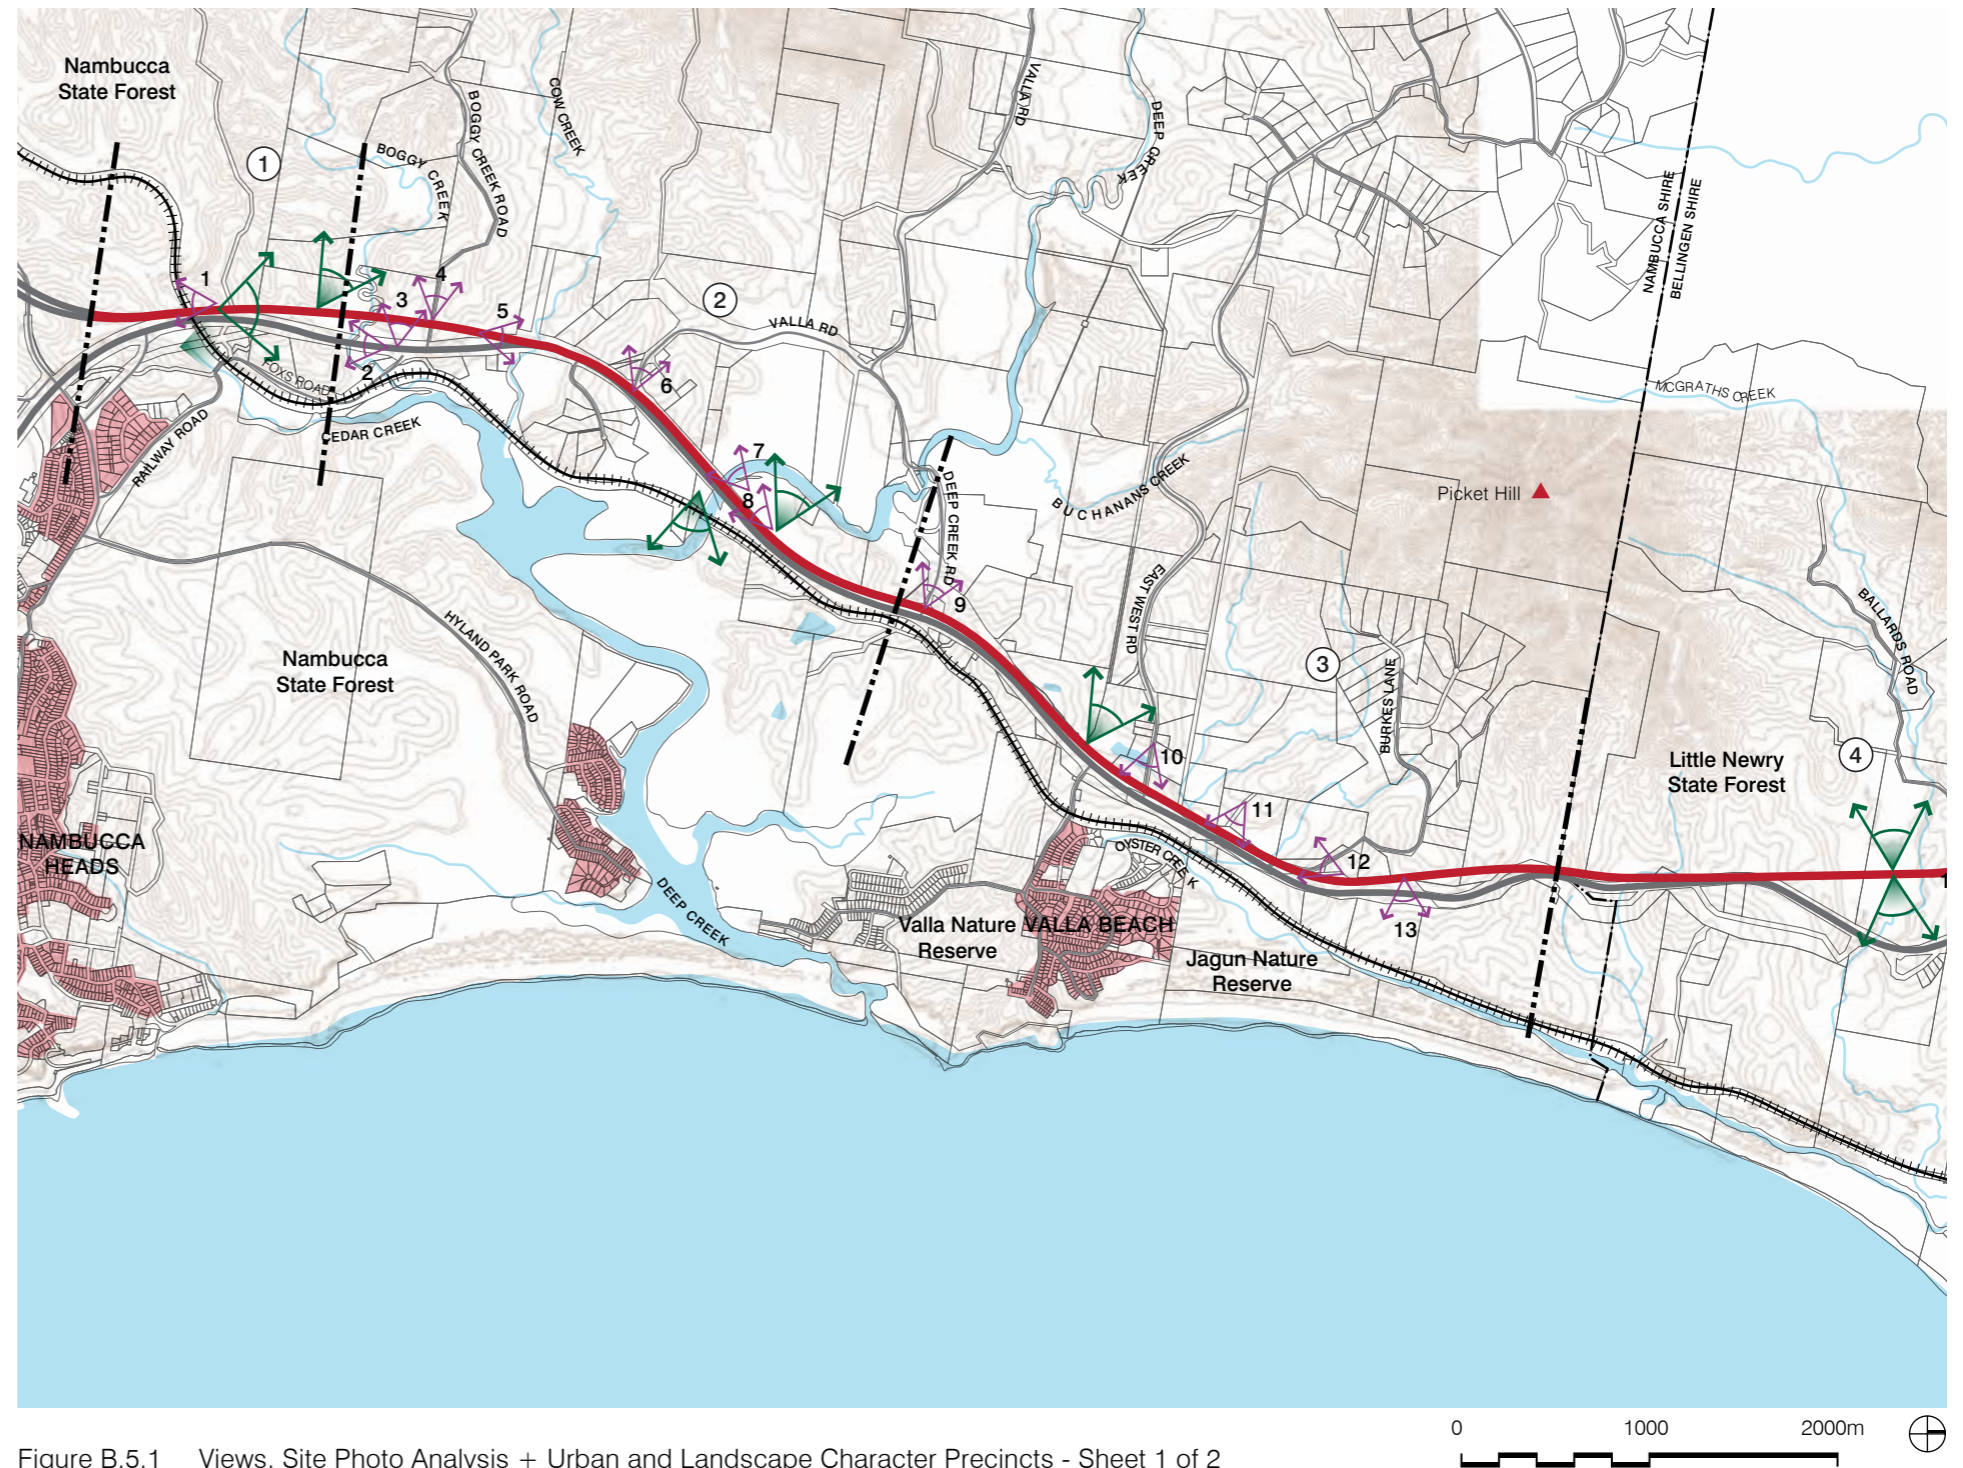 Nambucca
State Forest
1
BOGGY
CREEK
BOGGY CREEK ROAD
COW CREEK
VALLA RD
DEEP CREEK
NAMBUCCA SHIRE
BELLINGEN SHIRE
1
4
3
5
2
2
VALLA RD
6
FOXS ROAD
CEDAR CREEK
RAILWAY ROAD
7
8
DEEP CREEK RD
9
BUCHANANS CREEK
EAST WEST RD
MCGRATHS CREEK
Picket Hill
BALLARDS ROAD
HYLAND PARK ROAD
Nambucca
State Forest
3
BURKES LANE
10
11
12
13
Little Newry
State Forest
4
1
NAMBUCCA
HEADS
OYSTER CREEK
DEEP CREEK
Valla Nature
Reserve
VALLA BEACH
Jagun Nature
Reserve
0 1000 2000m
Figure B.5.1 Views, Site Photo Analysis + Urban and Landscape Character Precincts - Sheet 1 of 2